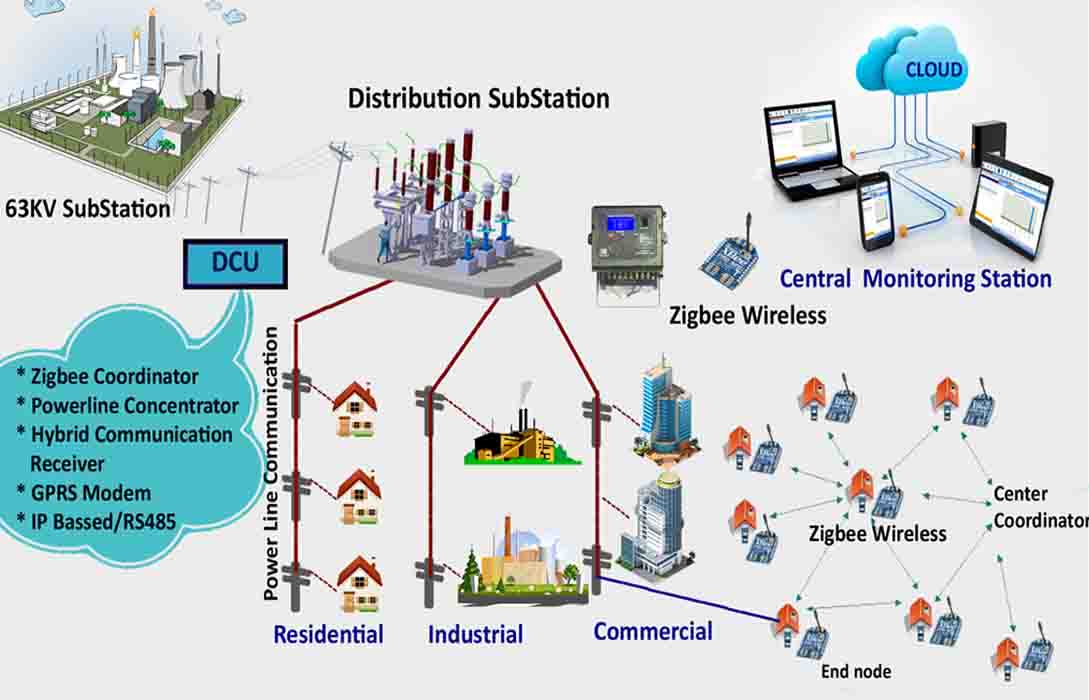 CLOUD
Distribution SubStation
63KV SubStation
DCU
Central Monitoring Station
Zigbee Wireless
* Zigbee Coordinator
* Powerline Concentrator
* Hybrid Communication
Receiver
* GPRS Modem
* IP Bassed/RS485
Power Line Communication
Center
Coordinator
Zigbee Wireless
Residential
Industrial
Commercial
End node